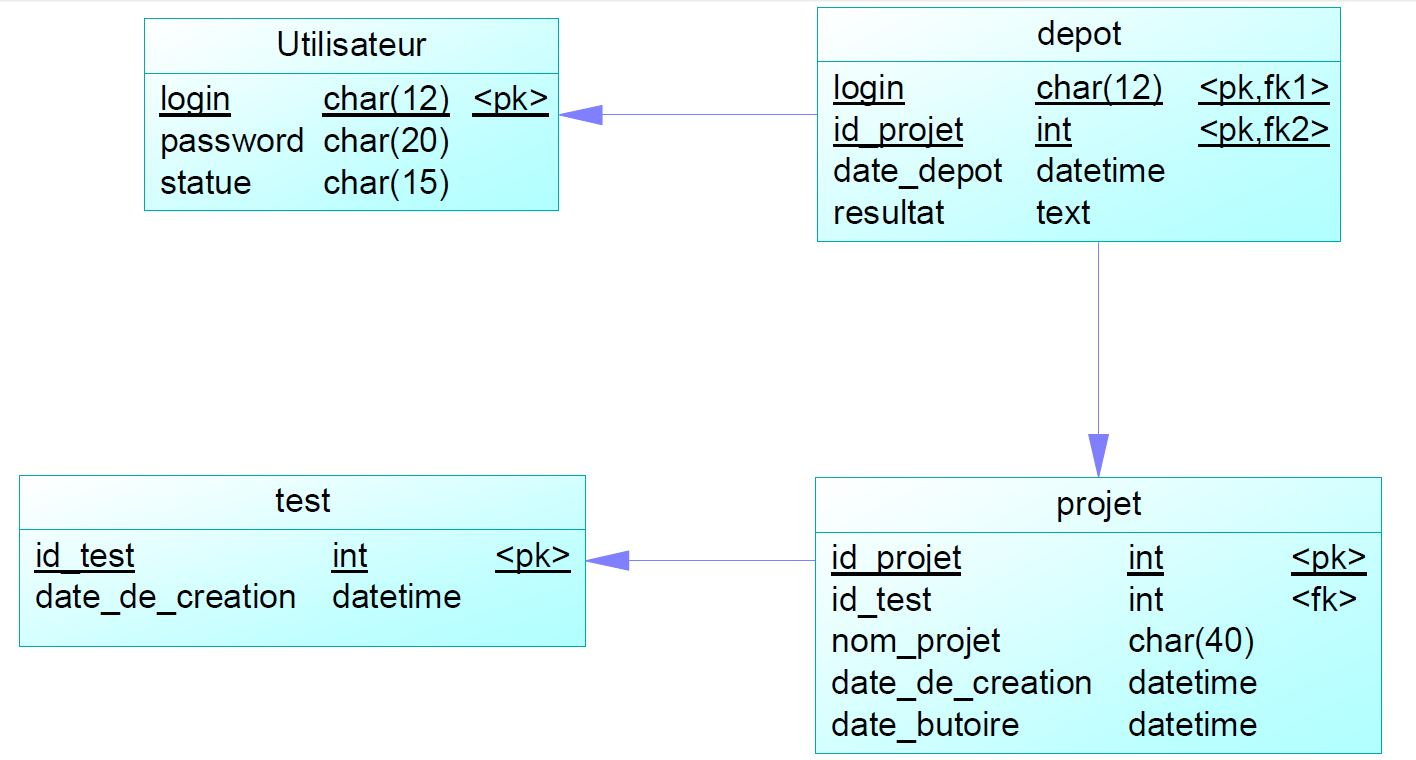 Utilisateur
login char(12) <pk>
password char(20)
statue char(15)
depot
login char(12) <pk,fk1>
id_projet int <pk,fk2>
date_depot datetime
resultat text
test
id_test int <pk>
date_de_creation datetime
projet
id_projet int <pk>
id_test int <fk>
nom_projet char(40)
date_de_creation datetime
date_butoire datetime